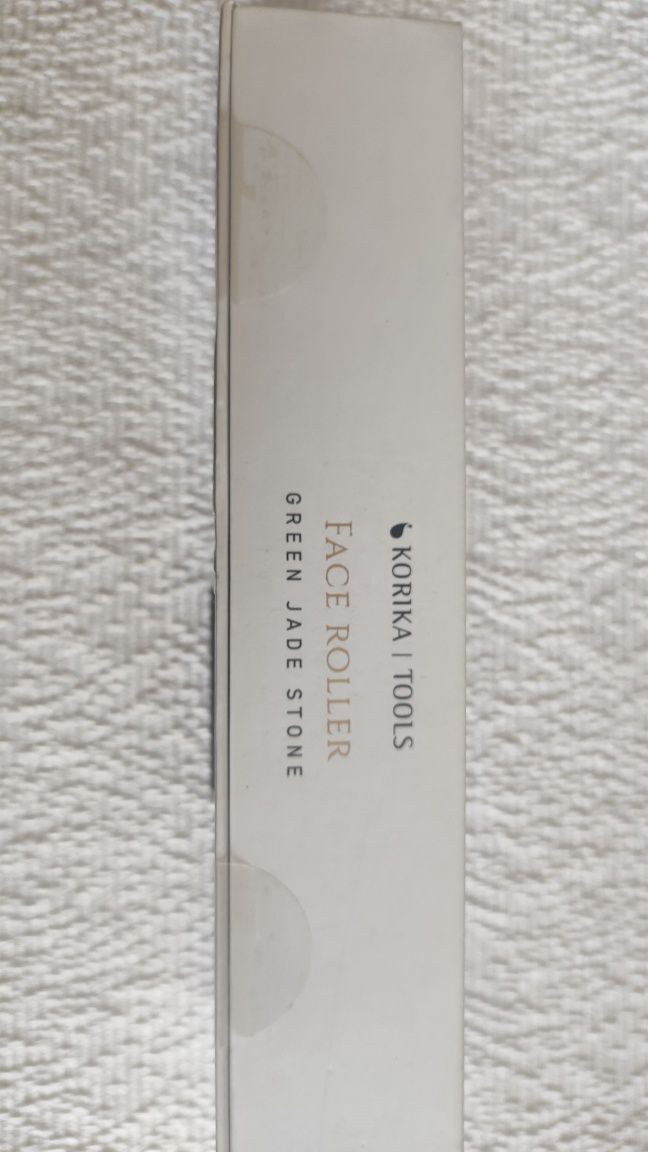 KORIKA | TOOLS
FACE ROLLER
GREEN JADE STONE